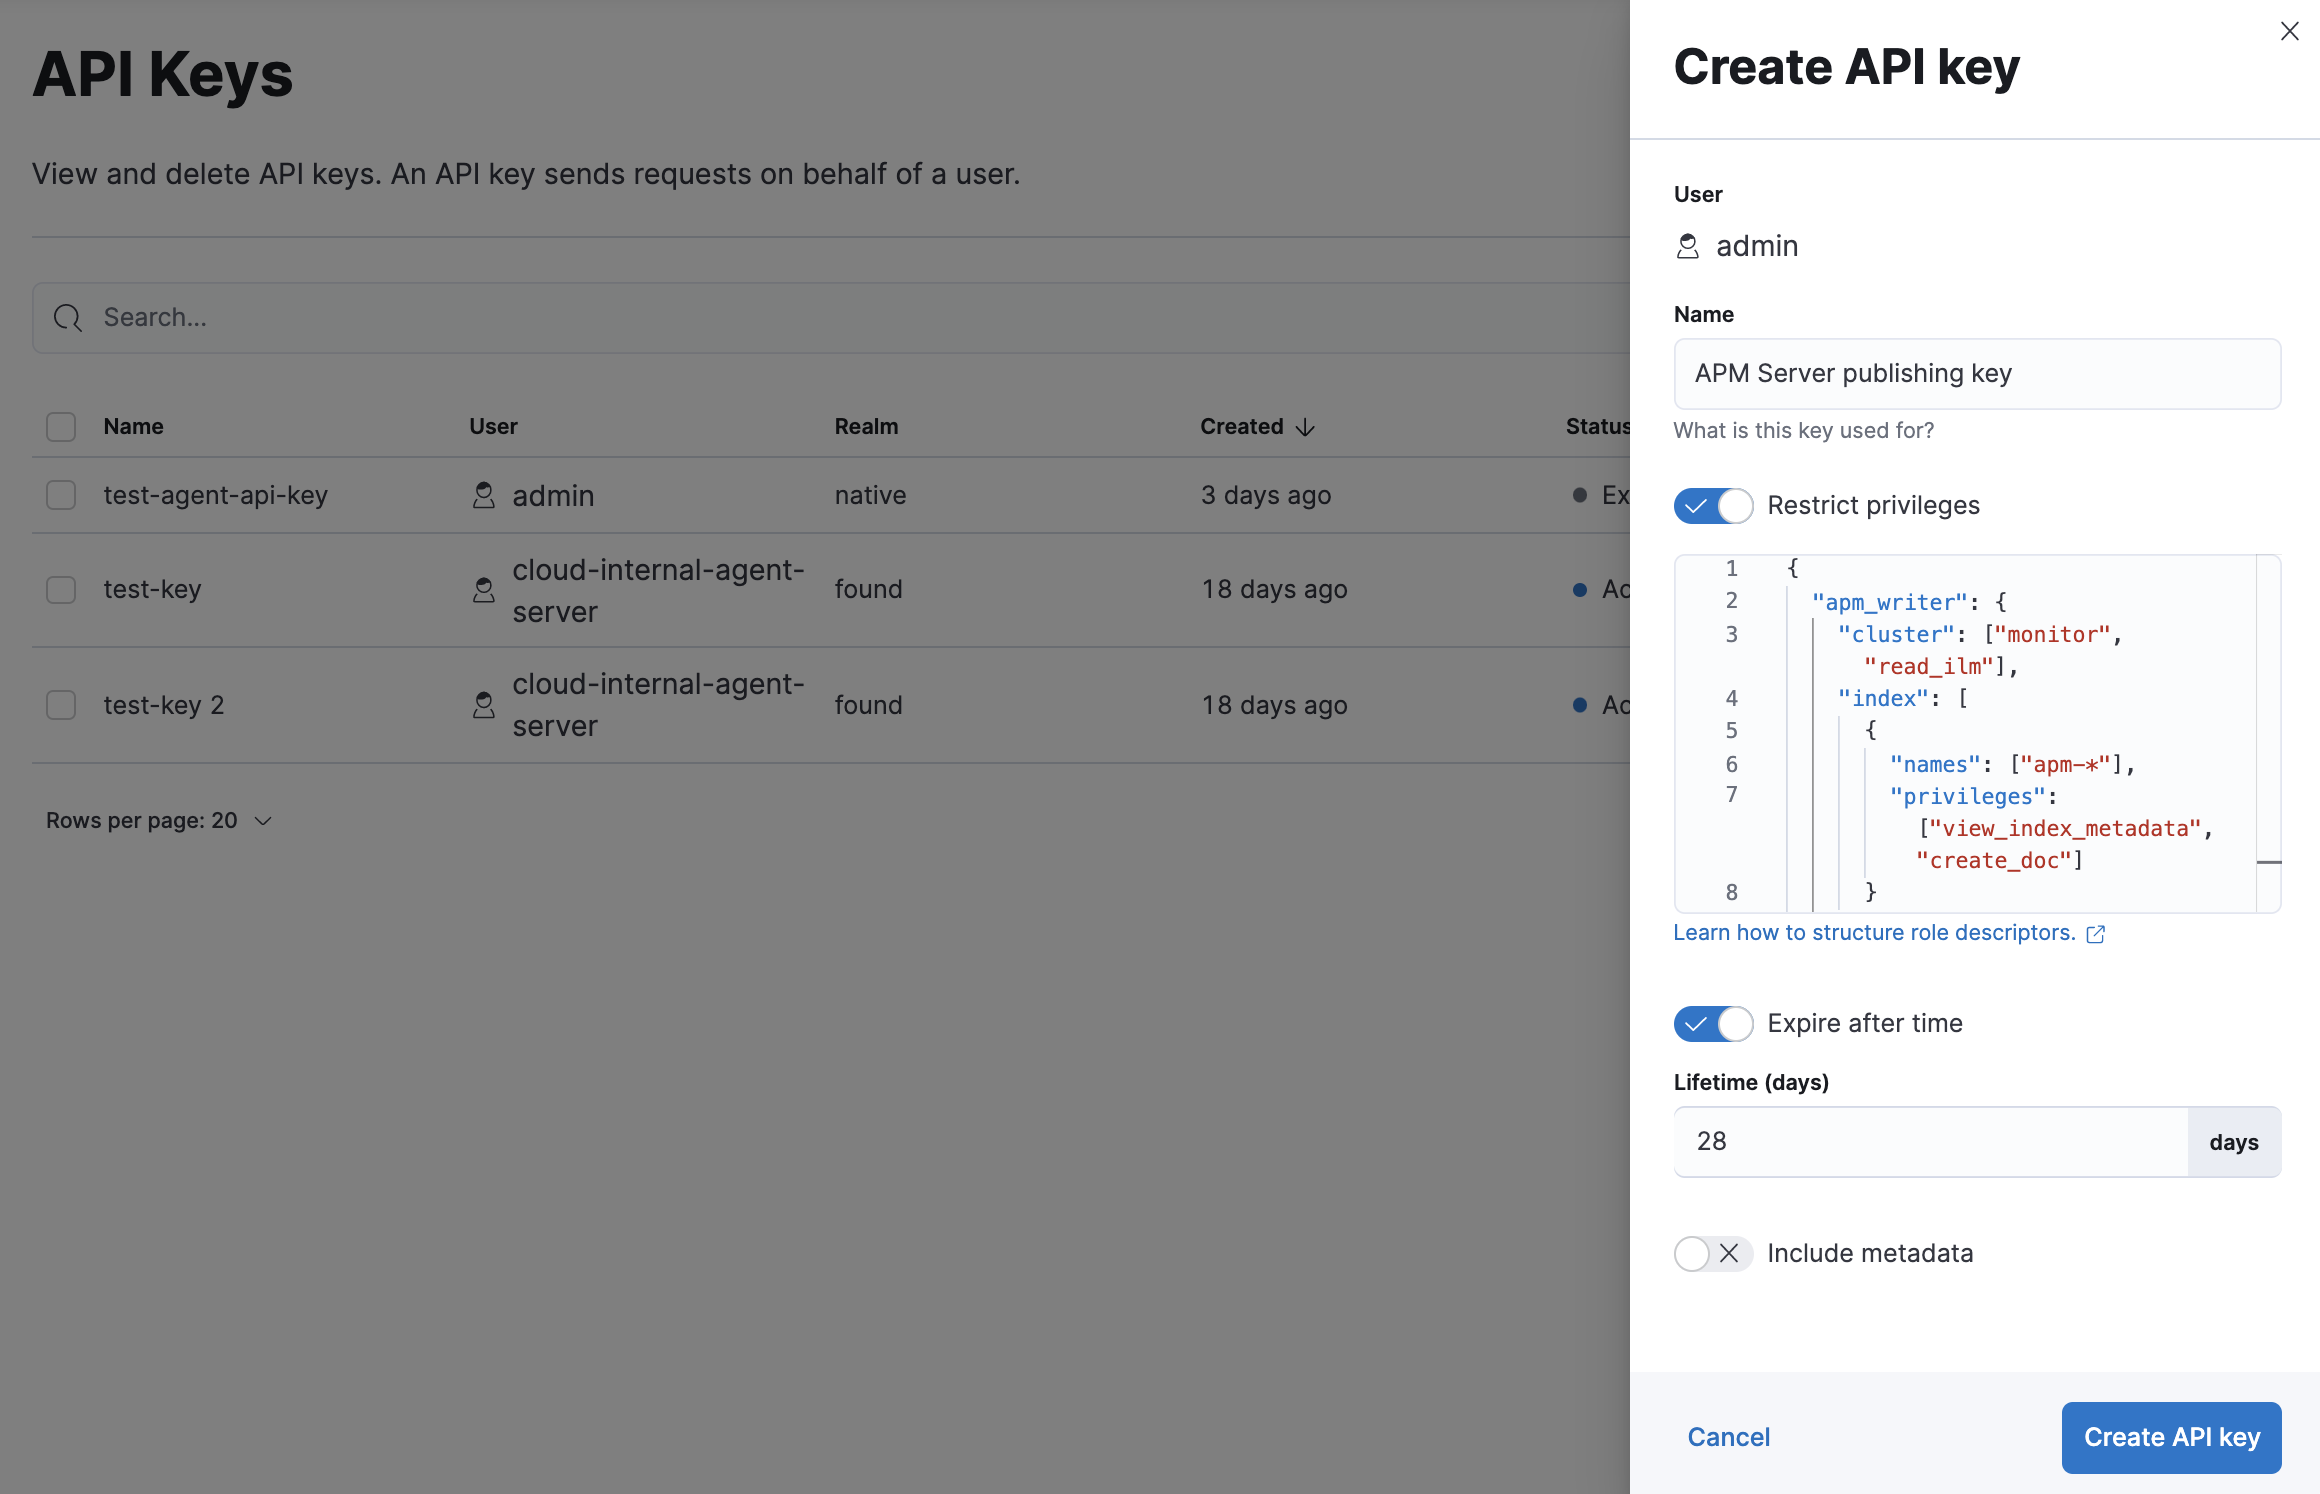 API Keys
View and delete API keys. An API key sends requests on behalf of a user.
Search...
Name User Realm Created Status
test-agent-api-key admin native 3 days ago Ex
test-key cloud-internal-agent-server found 18 days ago Ac
test-key 2 cloud-internal-agent-server found 18 days ago Ac
Rows per page: 20
Create API key
User
admin
Name
APM Server publishing key
What is this key used for?
Restrict privileges
1 {
2 "apm_writer": {
3 "cluster": ["monitor",
"read_ilm"],
4 "index": [
5 {
6 "names": ["apm-*"],
7 "privileges":
["view_index_metadata",
"create_doc"]
8 }
Learn how to structure role descriptors.
Expire after time
Lifetime (days)
28 days
Include metadata
Cancel Create API key